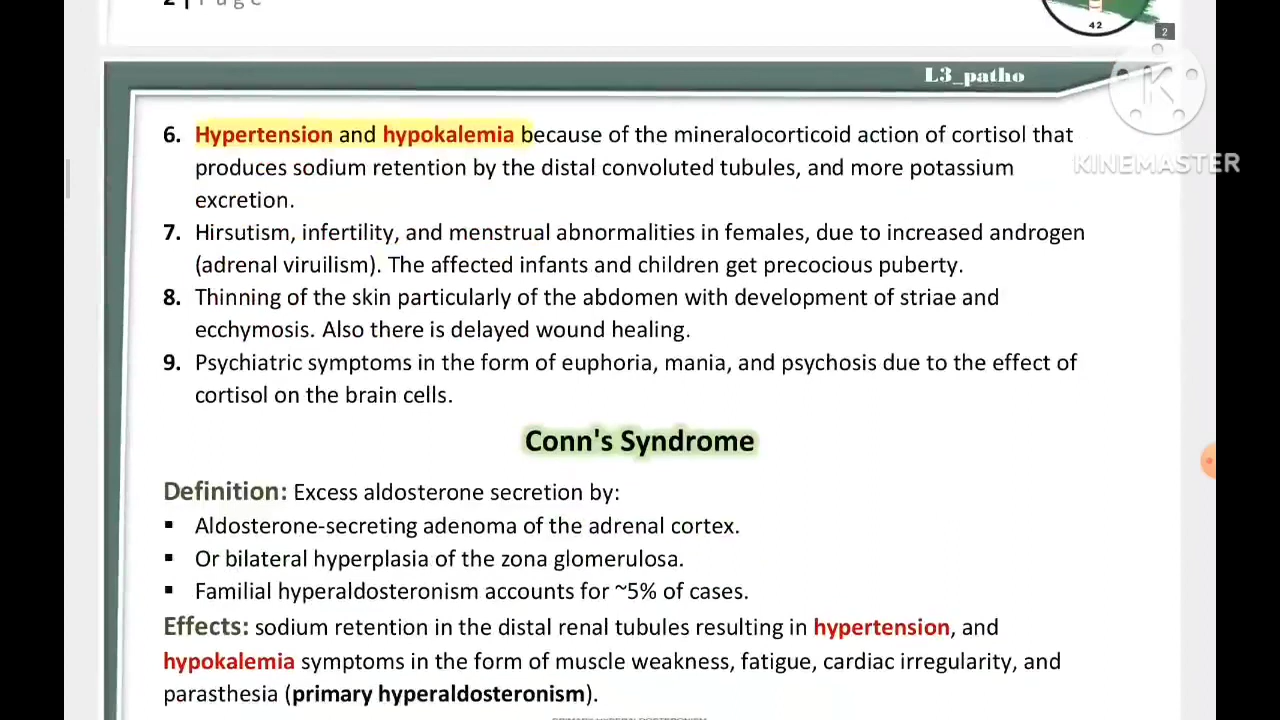 2 | P a g e
42
2
L3_patho
KINEMASTER
6. Hypertension and hypokalemia because of the mineralocorticoid action of cortisol that
produces sodium retention by the distal convoluted tubules, and more potassium
excretion.
7. Hirsutism, infertility, and menstrual abnormalities in females, due to increased androgen
(adrenal viruilism). The affected infants and children get precocious puberty.
8. Thinning of the skin particularly of the abdomen with development of striae and
ecchymosis. Also there is delayed wound healing.
9. Psychiatric symptoms in the form of euphoria, mania, and psychosis due to the effect of
cortisol on the brain cells.
Conn's Syndrome
Definition: Excess aldosterone secretion by:
▪ Aldosterone-secreting adenoma of the adrenal cortex.
▪ Or bilateral hyperplasia of the zona glomerulosa.
▪ Familial hyperaldosteronism accounts for ~5% of cases.
Effects: sodium retention in the distal renal tubules resulting in hypertension, and
hypokalemia symptoms in the form of muscle weakness, fatigue, cardiac irregularity, and
parasthesia (primary hyperaldosteronism).